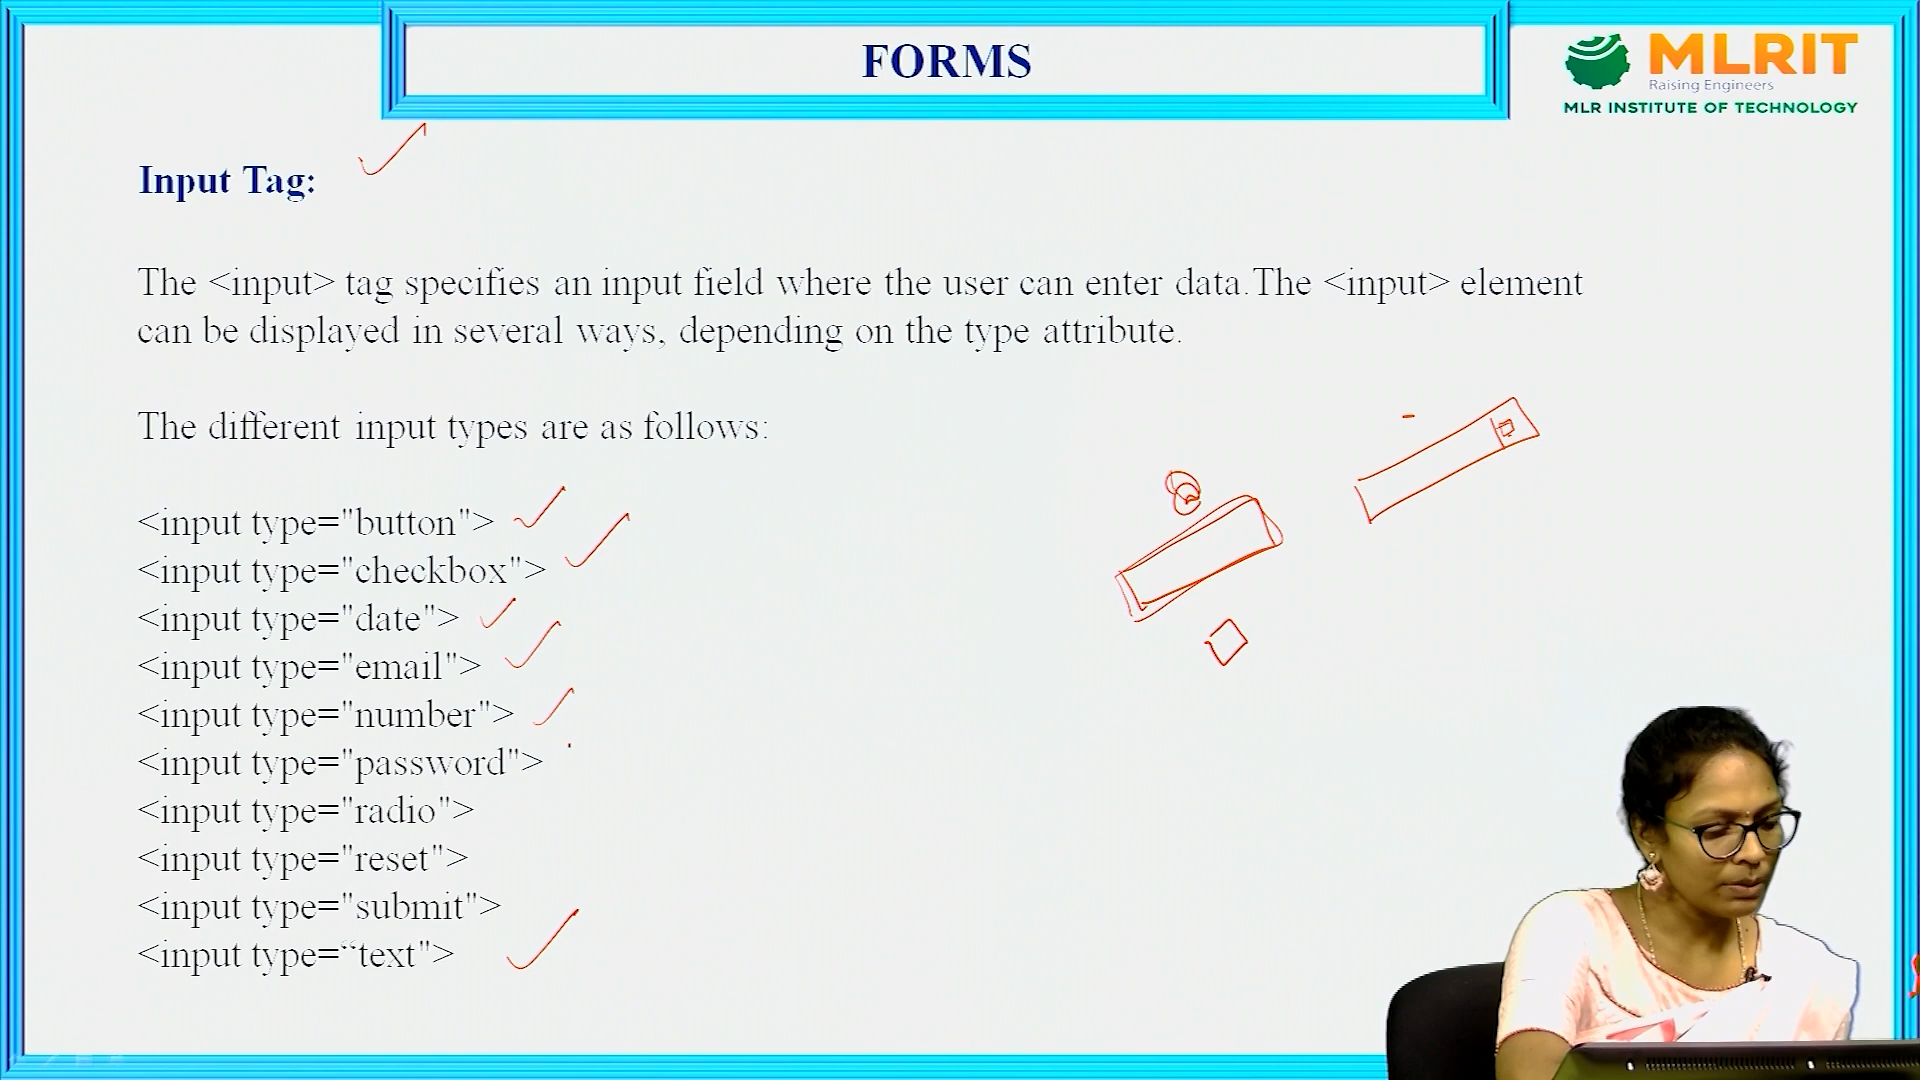 FORMS
MLRIT
Raising Engineers
MLR INSTITUTE OF TECHNOLOGY
Input Tag:
The <input> tag specifies an input field where the user can enter data.The <input> element
can be displayed in several ways, depending on the type attribute.
The different input types are as follows:
<input type="button">
<input type="checkbox">
<input type="date">
<input type="email">
<input type="number">
<input type="password">
<input type="radio">
<input type="reset">
<input type="submit">
<input type=“text">